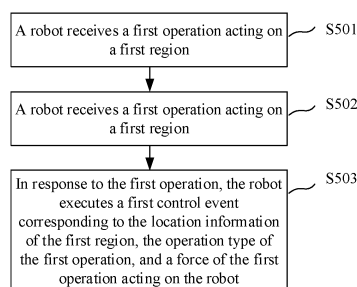 A robot receives a first operation acting on
a first region
S501
A robot receives a first operation acting on
a first region
S502
In response to the first operation, the robot
executes a first control event
corresponding to the location information
of the first region, the operation type of
the first operation, and a force of the first
operation acting on the robot
S503